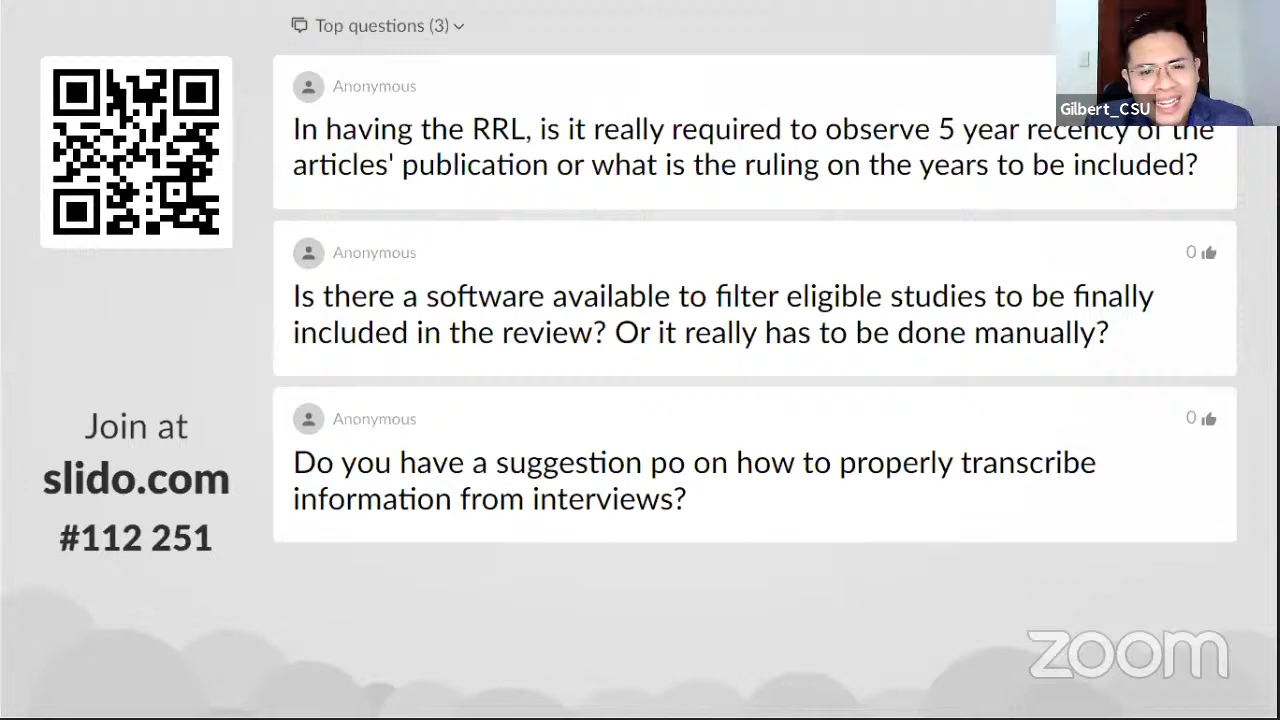 Top questions (3)
Anonymous
Gilbert_CSU
In having the RRL, is it really required to observe 5 year recency of the
articles' publication or what is the ruling on the years to be included?
Anonymous
0
Is there a software available to filter eligible studies to be finally
included in the review? Or it really has to be done manually?
Anonymous
0
Do you have a suggestion po on how to properly transcribe
information from interviews?
Join at
slido.com
#112 251
zoom